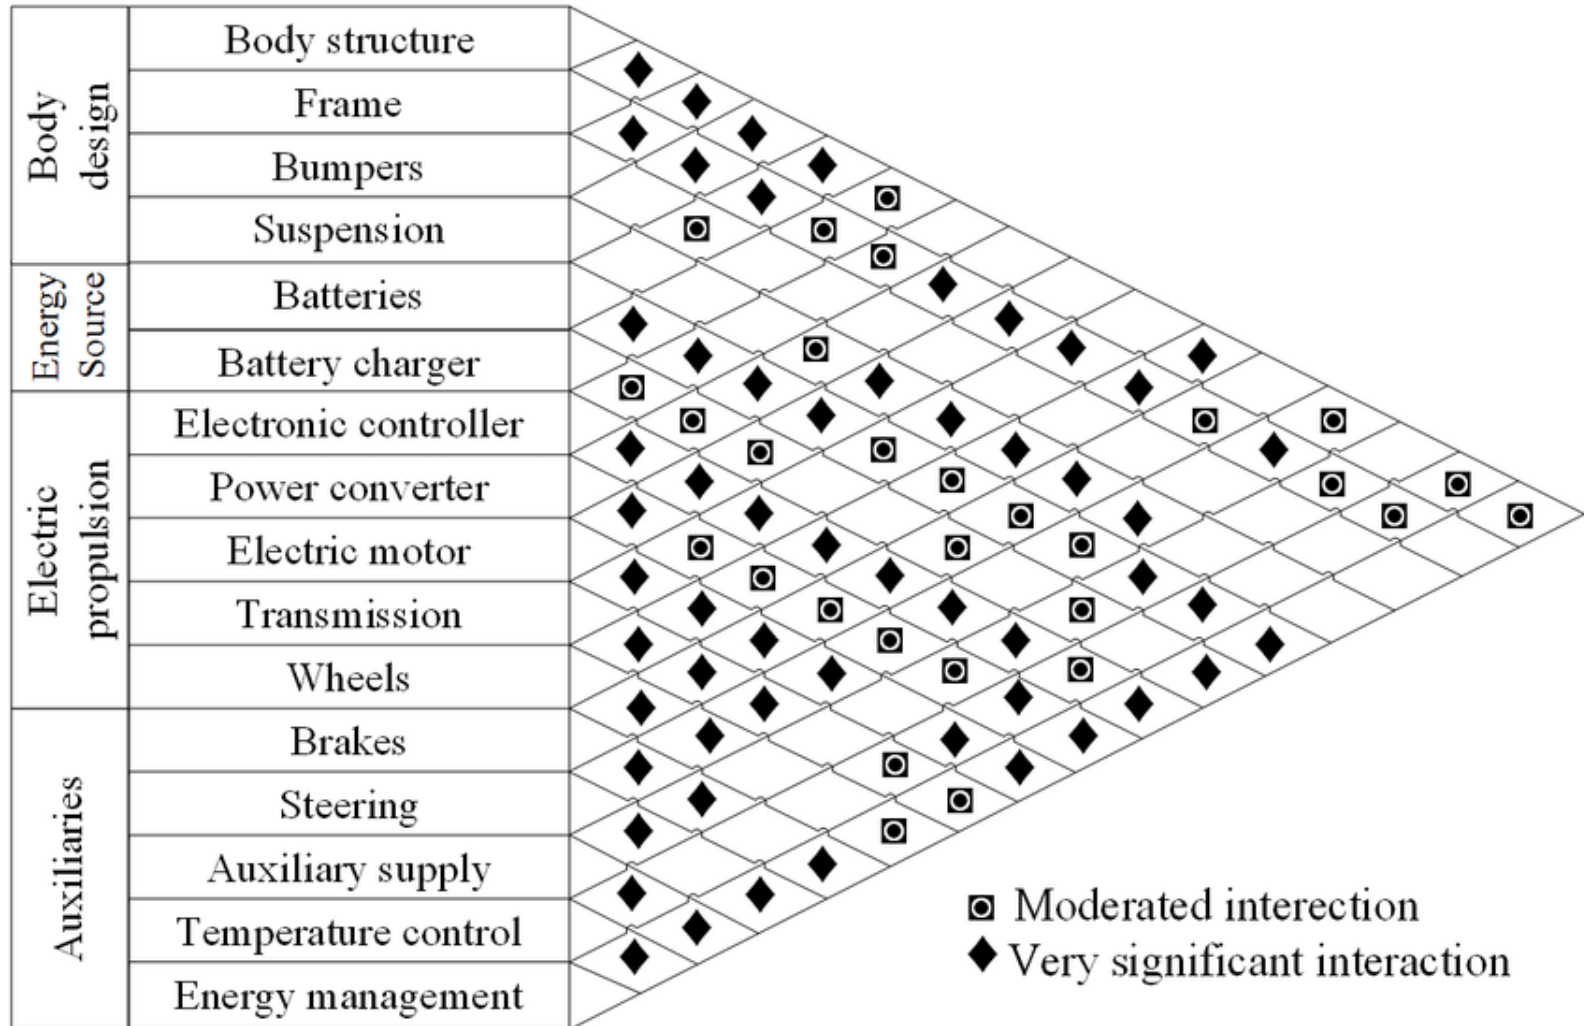 Body
design
Body structure
Frame
Bumpers
Suspension
Energy
Source
Batteries
Battery charger
Electric
propulsion
Electronic controller
Power converter
Electric motor
Transmission
Wheels
Auxiliaries
Brakes
Steering
Auxiliary supply
Temperature control
Energy management
Moderated interection
Very significant interaction